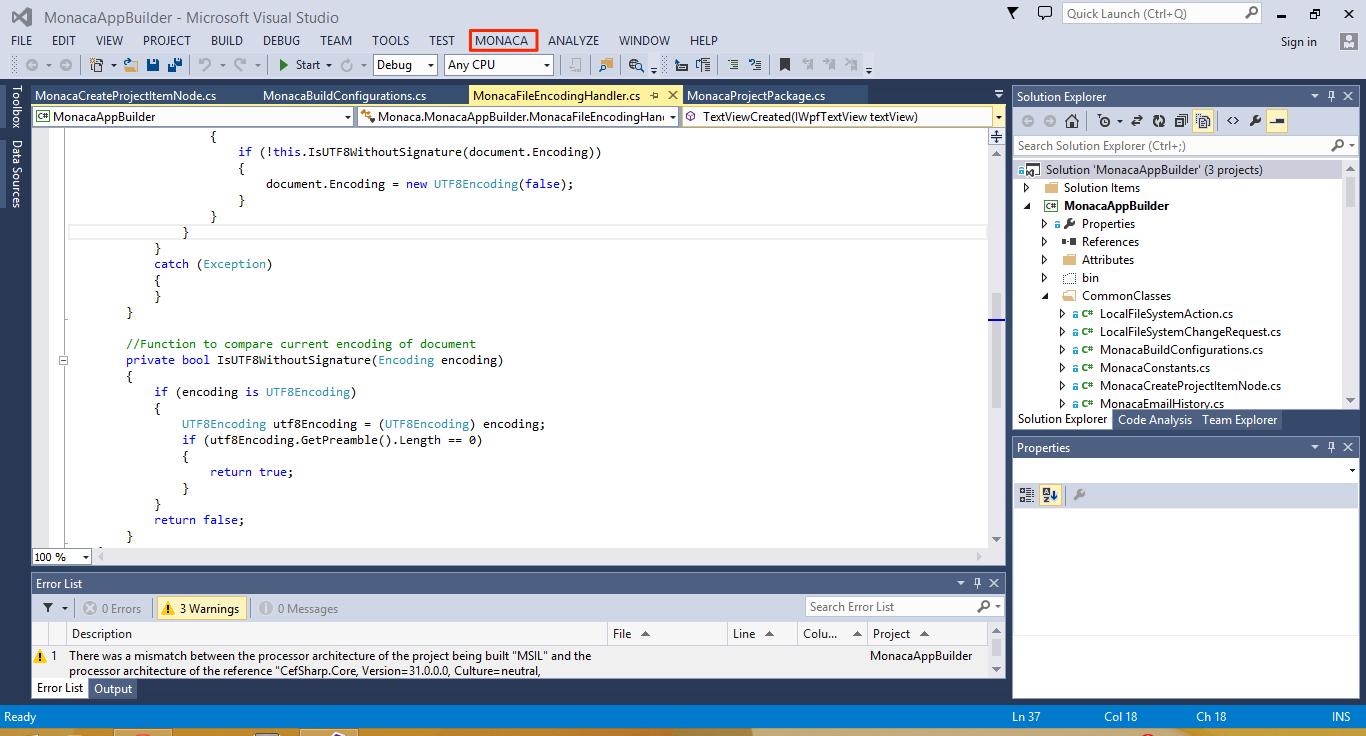 MonacaAppBuilder - Microsoft Visual Studio
Quick Launch (Ctrl+Q)
FILE EDIT VIEW PROJECT BUILD DEBUG TEAM TOOLS TEST MONACA ANALYZE WINDOW HELP
Sign in
Start Debug Any CPU
Toolbox
Data Sources
MonacaCreateProjectItemNode.cs MonacaBuildConfigurations.cs MonacaFileEncodingHandler.cs MonacaProjectPackage.cs
C# MonacaAppBuilder Monaca.MonacaAppBuilder.MonacaFileEncodingHan TextViewCreated(IWpfTextView textView)
{
if (!this.IsUTF8WithoutSignature(document.Encoding))
{
document.Encoding = new UTF8Encoding(false);
}
}
}
}
catch (Exception)
{
}
}
//Function to compare current encoding of document
private bool IsUTF8WithoutSignature(Encoding encoding)
{
if (encoding is UTF8Encoding)
{
UTF8Encoding utf8Encoding = (UTF8Encoding) encoding;
if (utf8Encoding.GetPreamble().Length == 0)
{
return true;
}
}
return false;
}
100 %
Solution Explorer
Search Solution Explorer (Ctrl+;)
Solution 'MonacaAppBuilder' (3 projects)
Solution Items
C# MonacaAppBuilder
Properties
References
Attributes
bin
CommonClasses
C# LocalFileSystemAction.cs
C# LocalFileSystemChangeRequest.cs
C# MonacaBuildConfigurations.cs
C# MonacaConstants.cs
C# MonacaCreateProjectItemNode.cs
C# MonacaEmailHistory.cs
Solution Explorer Code Analysis Team Explorer
Properties
Error List
0 Errors 3 Warnings 0 Messages
Search Error List
Description File Line Colu... Project
1 There was a mismatch between the processor architecture of the project being built "MSIL" and the MonacaAppBuilder
processor architecture of the reference "CefSharp.Core, Version=31.0.0.0, Culture=neutral,
Error List Output
Ready Ln 37 Col 18 Ch 18 INS